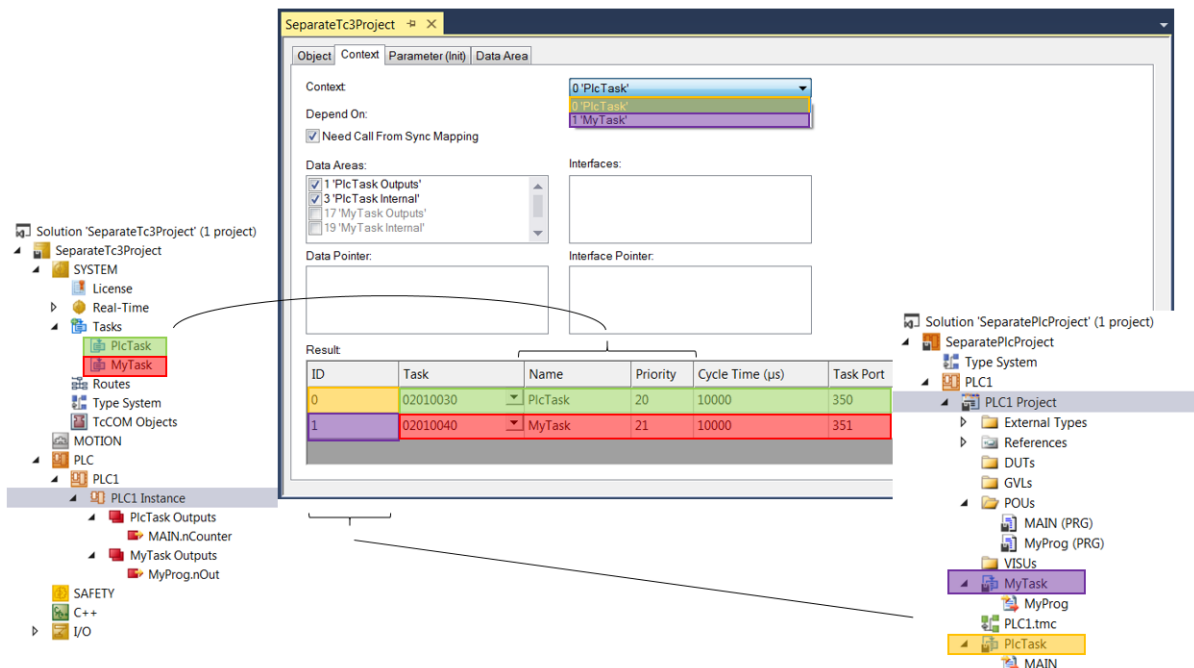 SeparateTc3Project
Object Context Parameter (Init) Data Area
Context:
0 'PlcTask'
0 'PlcTask'
1 'MyTask'
Depend On:
Need Call From Sync Mapping
Data Areas:
Interfaces:
1 'PlcTask Outputs'
3 'PlcTask Internal'
17 'MyTask Outputs'
19 'MyTask Internal'
Data Pointer:
Interface Pointer:
Result:
ID Task Name Priority Cycle Time (µs) Task Port
0 02010030 PlcTask 20 10000 350
1 02010040 MyTask 21 10000 351
Solution 'SeparateTc3Project' (1 project)
SeparateTc3Project
SYSTEM
License
Real-Time
Tasks
PlcTask
MyTask
Routes
Type System
TcCOM Objects
MOTION
PLC
PLC1
PLC1 Instance
PlcTask Outputs
MAIN.nCounter
MyTask Outputs
MyProg.nOut
SAFETY
C++
I/O
Solution 'SeparatePlcProject' (1 project)
SeparatePlcProject
Type System
PLC1
PLC1 Project
External Types
References
DUTs
GVLs
POUs
MAIN (PRG)
MyProg (PRG)
VISUs
MyTask
MyProg
PLC1.tmc
PlcTask
MAIN